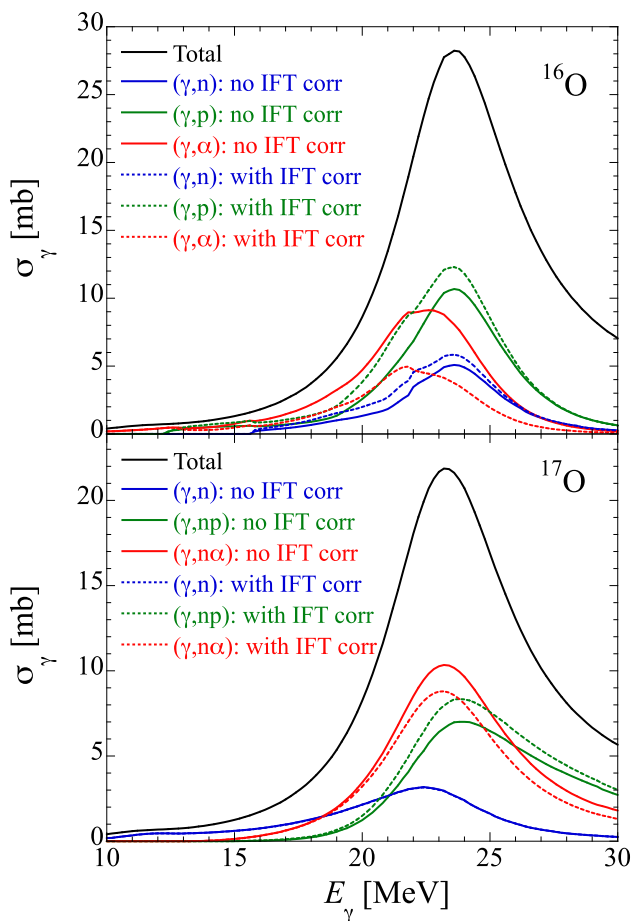 30
25
20
15
10
5
0
σγ [mb]
Total
(γ,n): no IFT corr
(γ,p): no IFT corr
(γ,α): no IFT corr
(γ,n): with IFT corr
(γ,p): with IFT corr
(γ,α): with IFT corr
16O
20
15
10
5
0
σγ [mb]
Total
(γ,n): no IFT corr
(γ,np): no IFT corr
(γ,nα): no IFT corr
(γ,n): with IFT corr
(γ,np): with IFT corr
(γ,nα): with IFT corr
17O
10 15 20 25 30
Eγ [MeV]